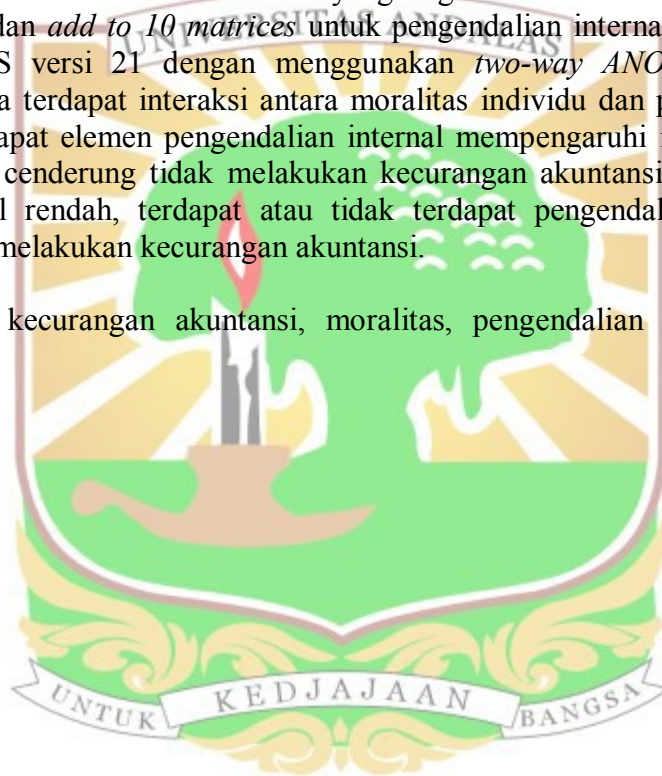 dan add to 10 matrices untuk pengendalian interna
UNIVERSITAS ANDALAS
S versi 21 dengan menggunakan two-way ANO
a terdapat interaksi antara moralitas individu dan p
apat elemen pengendalian internal mempengaruhi
cenderung tidak melakukan kecurangan akuntansi
l rendah, terdapat atau tidak terdapat pengendal
melakukan kecurangan akuntansi.
kecurangan akuntansi, moralitas, pengendalian
UNTUK KEDJAJAAN BANGSA